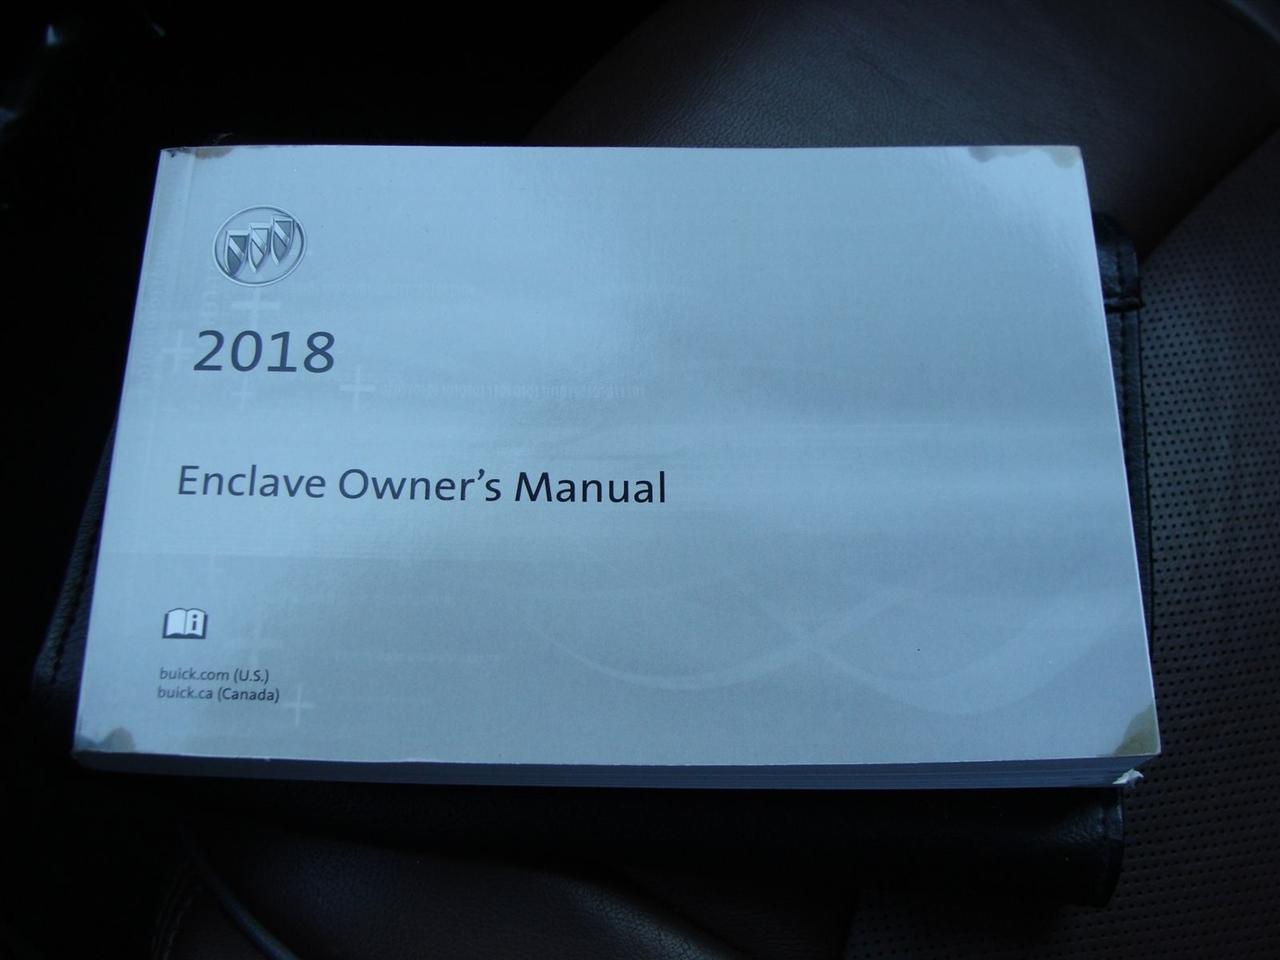 2018
Enclave Owner's Manual
i
buick.com (U.S.)
buick.ca (Canada)